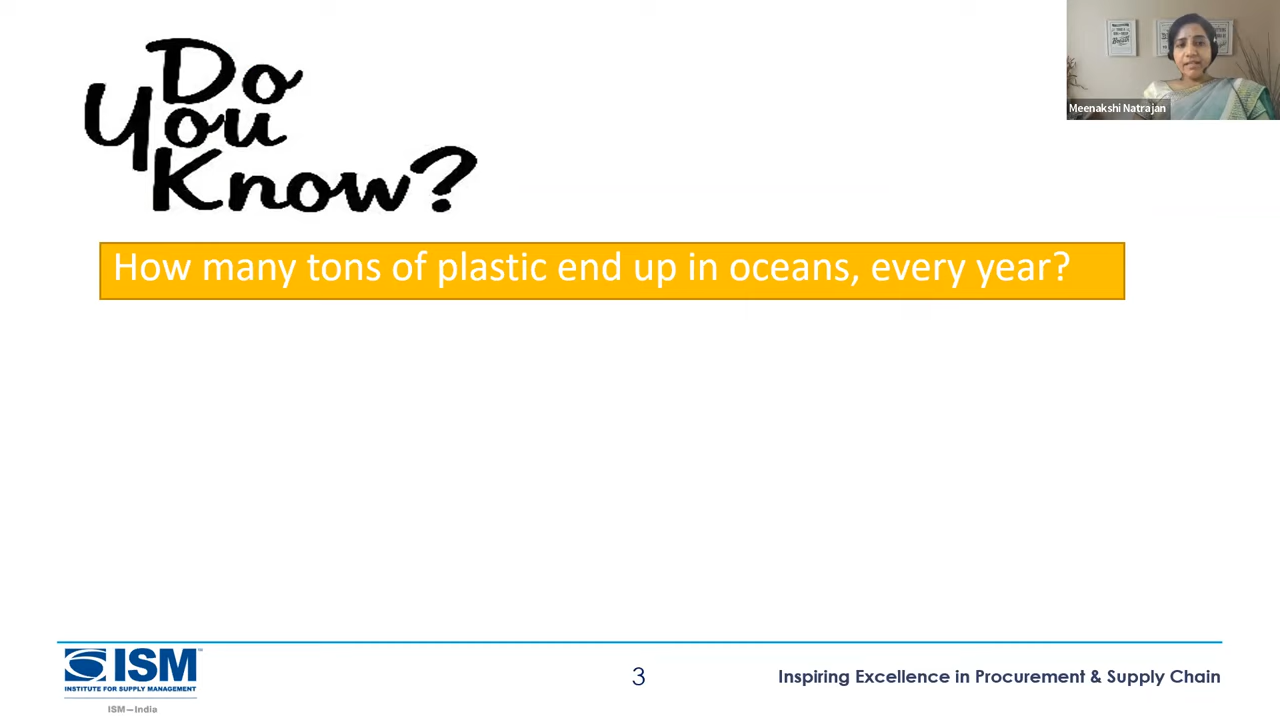 Do
You
Know?
Meenakshi Natrajan
How many tons of plastic end up in oceans, every year?
ISM™
INSTITUTE FOR SUPPLY MANAGEMENT
ISM—India
3
Inspiring Excellence in Procurement & Supply Chain